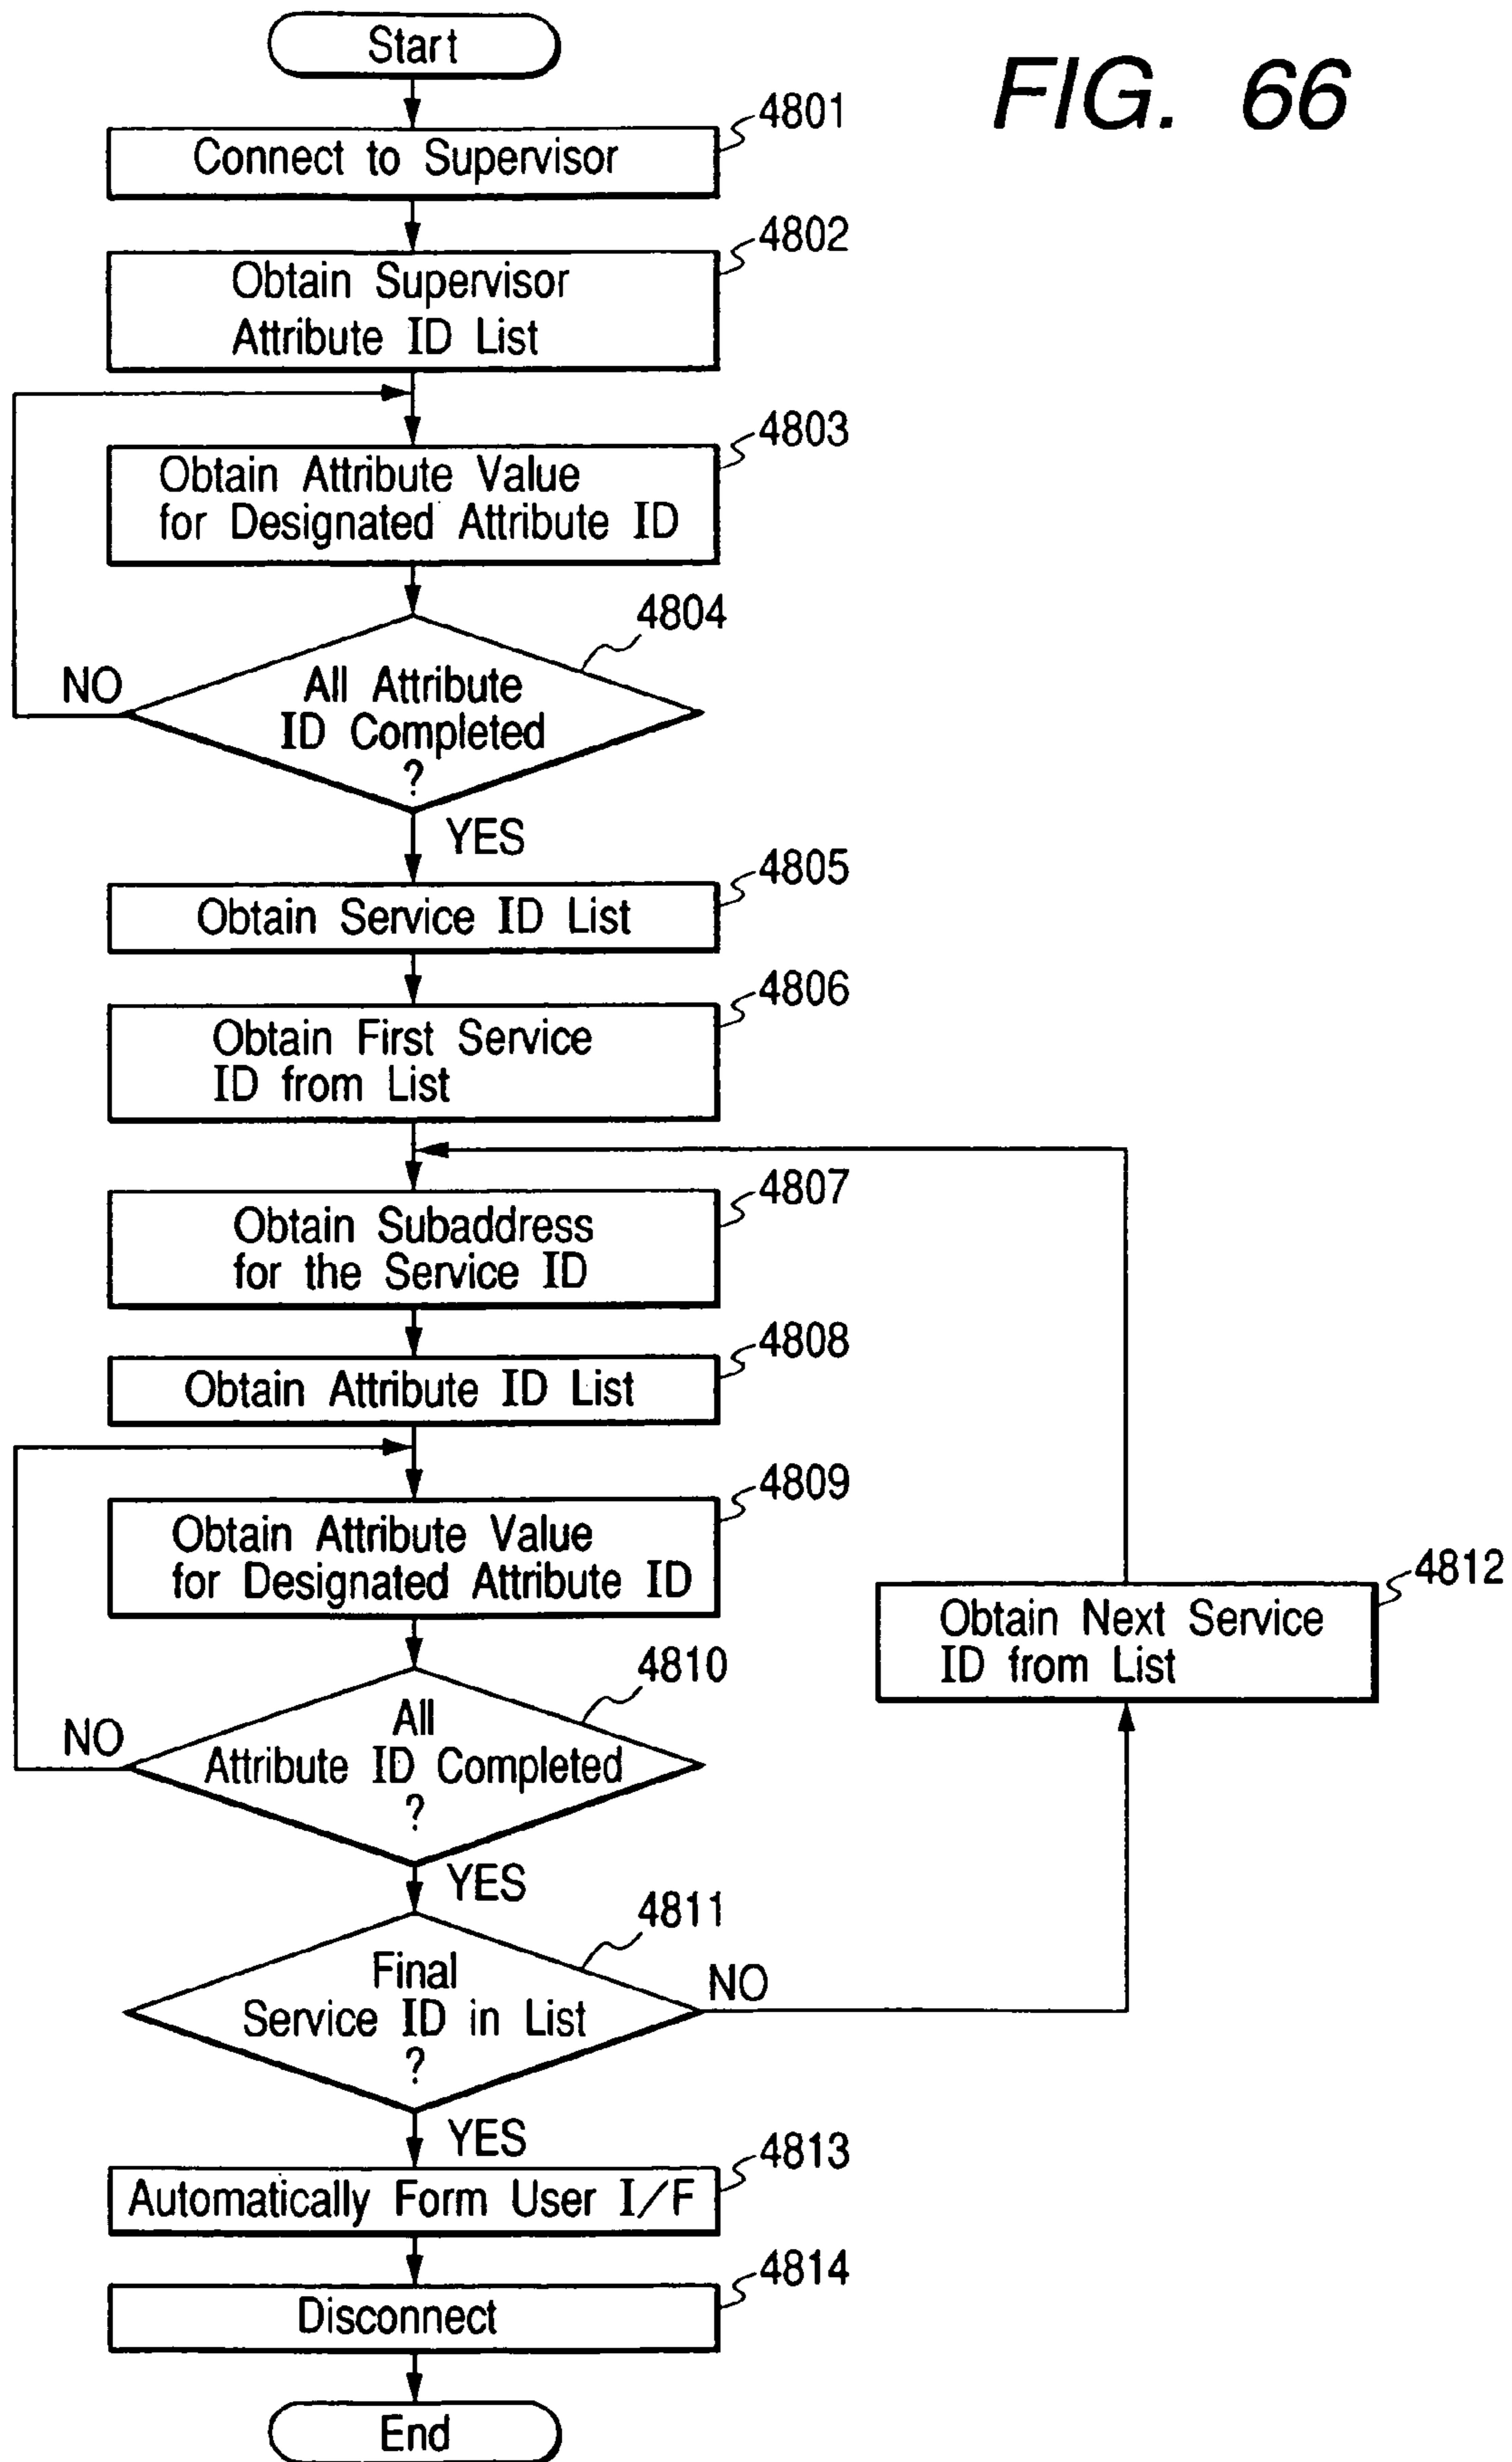 Start
FIG. 66
4801
Connect to Supervisor
4802
Obtain Supervisor
Attribute ID List
4803
Obtain Attribute Value
for Designated Attribute ID
4804
NO
All Attribute
ID Completed
?
YES
4805
Obtain Service ID List
4806
Obtain First Service
ID from List
4807
Obtain Subaddress
for the Service ID
4808
Obtain Attribute ID List
4809
Obtain Attribute Value
for Designated Attribute ID
4812
Obtain Next Service
ID from List
4810
NO
All
Attribute ID Completed
?
YES
4811
Final
Service ID in List
?
NO
YES
4813
Automatically Form User I/F
4814
Disconnect
End